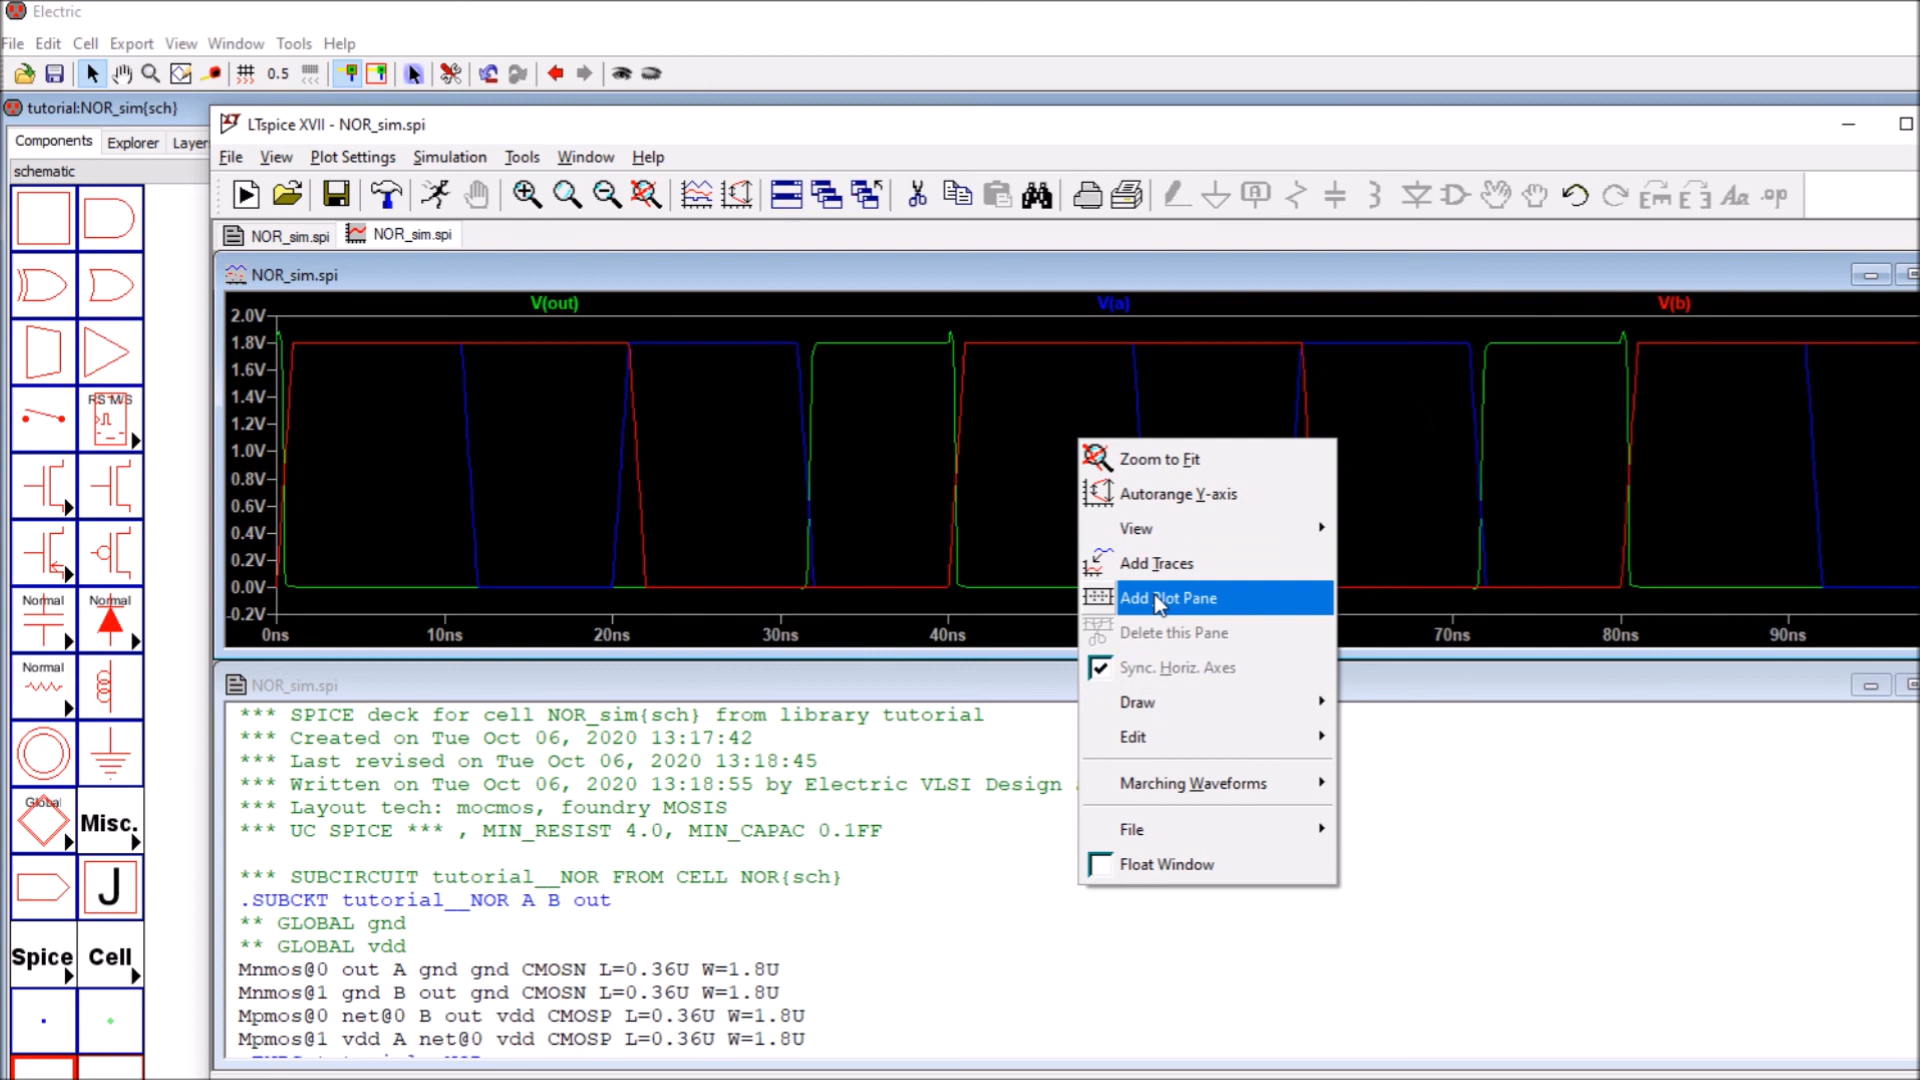 Electric
File Edit Cell Export View Window Tools Help
0.5
tutorial:NOR_sim{sch}
Components Explorer Layer
schematic
RS M/S
Normal Normal
Normal
Global
Misc.
J
Spice Cell
LTspice XVII - NOR_sim.spi
File View Plot Settings Simulation Tools Window Help
Aa .op
NOR_sim.spi NOR_sim.spi
NOR_sim.spi
V(out) V(a) V(b)
2.0V
1.8V
1.6V
1.4V
1.2V
1.0V
0.8V
0.6V
0.4V
0.2V
0.0V
-0.2V
0ns 10ns 20ns 30ns 40ns 70ns 80ns 90ns
Zoom to Fit
Autorange Y-axis
View
Add Traces
Add Plot Pane
Delete this Pane
Sync. Horiz. Axes
Draw
Edit
Marching Waveforms
File
Float Window
NOR_sim.spi
*** SPICE deck for cell NOR_sim{sch} from library tutorial
*** Created on Tue Oct 06, 2020 13:17:42
*** Last revised on Tue Oct 06, 2020 13:18:45
*** Written on Tue Oct 06, 2020 13:18:55 by Electric VLSI Design
*** Layout tech: mocmos, foundry MOSIS
*** UC SPICE *** , MIN_RESIST 4.0, MIN_CAPAC 0.1FF
*** SUBCIRCUIT tutorial__NOR FROM CELL NOR{sch}
.SUBCKT tutorial__NOR A B out
** GLOBAL gnd
** GLOBAL vdd
Mnmos@0 out A gnd gnd CMOSN L=0.36U W=1.8U
Mnmos@1 gnd B out gnd CMOSN L=0.36U W=1.8U
Mpmos@0 net@0 B out vdd CMOSP L=0.36U W=1.8U
Mpmos@1 vdd A net@0 vdd CMOSP L=0.36U W=1.8U